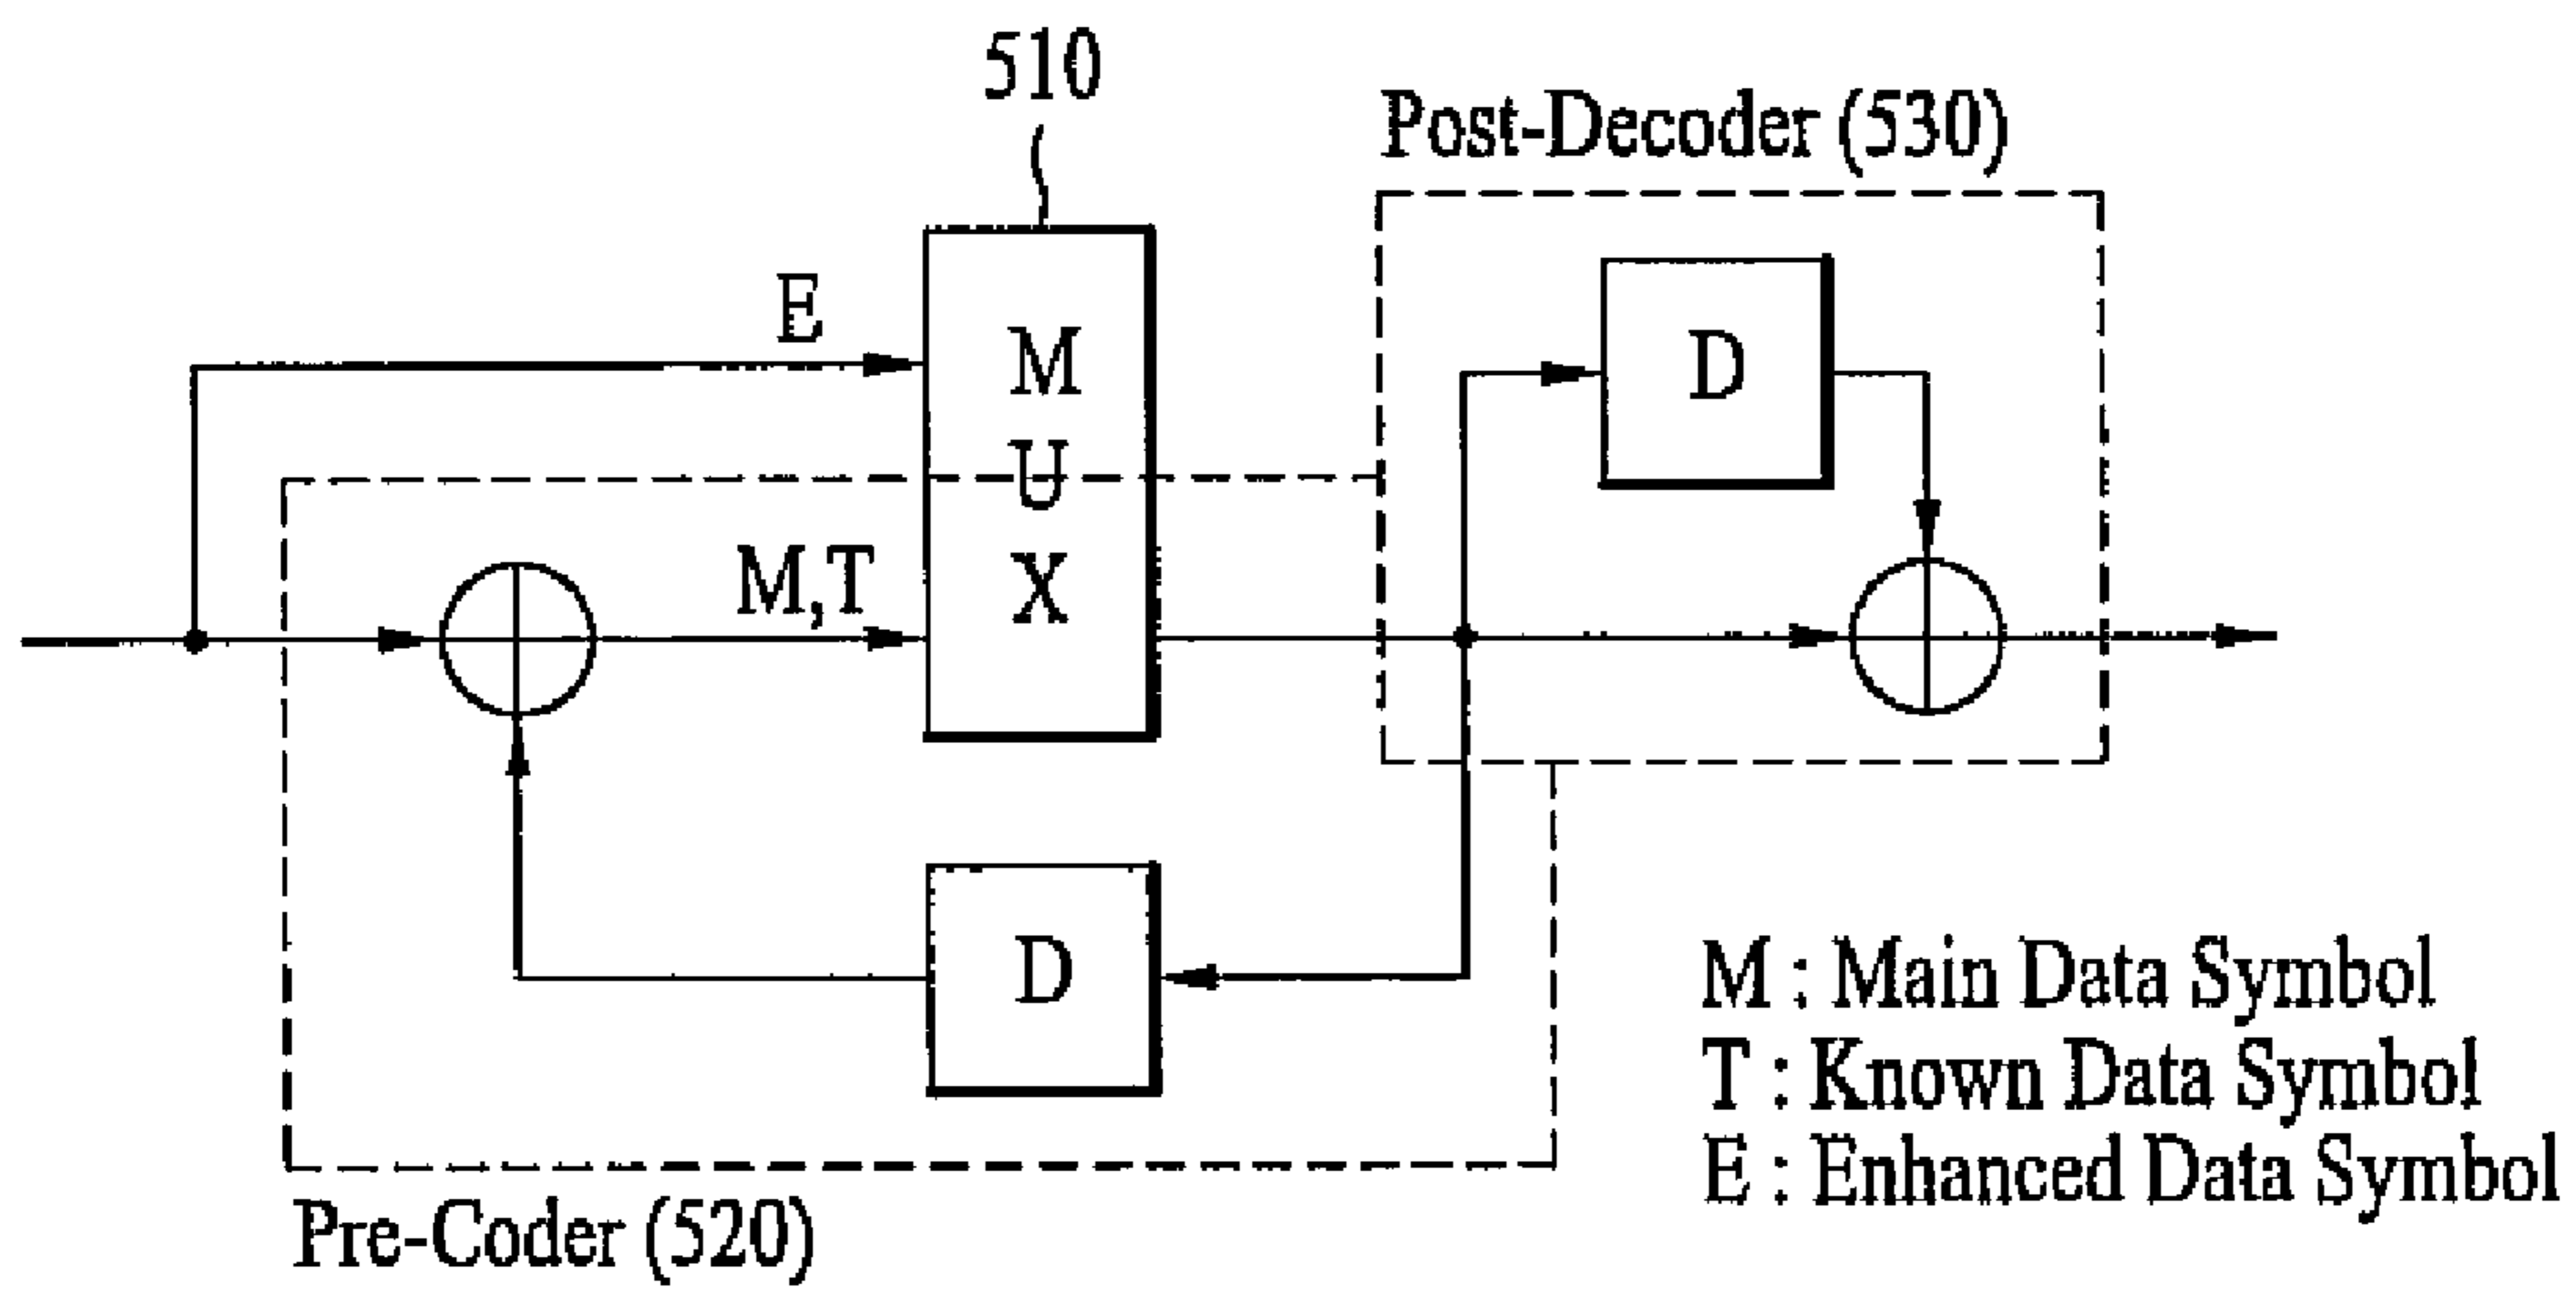 510
Post-Decoder (530)
E
M
U
X
D
M,T
D
M : Main Data Symbol
T : Known Data Symbol
E : Enhanced Data Symbol
Pre-Coder (520)